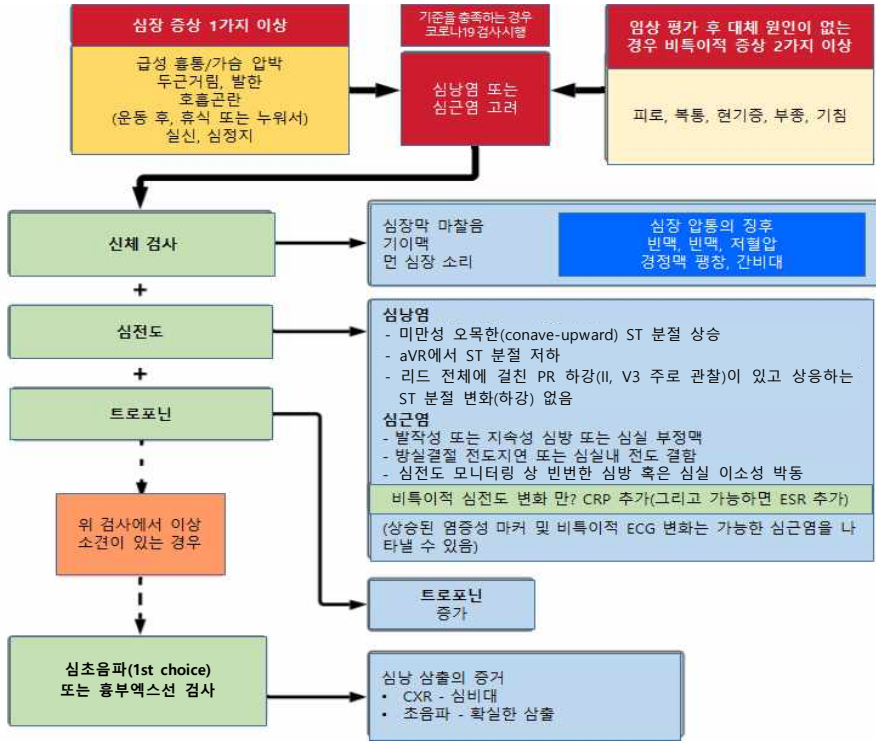 심장 증상 1가지 이상
급성 흉통/가슴 압박
두근거림, 발한
호흡곤란
(운동 후, 휴식 또는 누워서)
실신, 심정지
기준을 충족하는 경우
코로나19 검사시행
심낭염 또는
심근염 고려
임상 평가 후 대체 원인이 없는
경우 비특이적 증상 2가지 이상
피로, 복통, 현기증, 부종, 기침
신체 검사
심장막 마찰음
기이맥
먼 심장 소리
심장 압통의 징후
빈맥, 빈맥, 저혈압
경정맥 팽창, 간비대
+
심전도
심낭염
- 미만성 오목한(conave-upward) ST 분절 상승
- aVR에서 ST 분절 저하
- 리드 전체에 걸친 PR 하강(II, V3 주로 관찰)이 있고 상응하는
ST 분절 변화(하강) 없음
심근염
- 발작성 또는 지속성 심방 또는 심실 부정맥
- 방실결절 전도지연 또는 심실내 전도 결함
- 심전도 모니터링 상 빈번한 심방 혹은 심실 이소성 박동
비특이적 심전도 변화 만? CRP 추가(그리고 가능하면 ESR 추가)
(상승된 염증성 마커 및 비특이적 ECG 변화는 가능한 심근염을 나
타낼 수 있음)
+
트로포닌
위 검사에서 이상
소견이 있는 경우
트로포닌
증가
심초음파(1st choice)
또는 흉부엑스선 검사
심낭 삼출의 증거
• CXR - 심비대
• 초음파 - 확실한 삼출